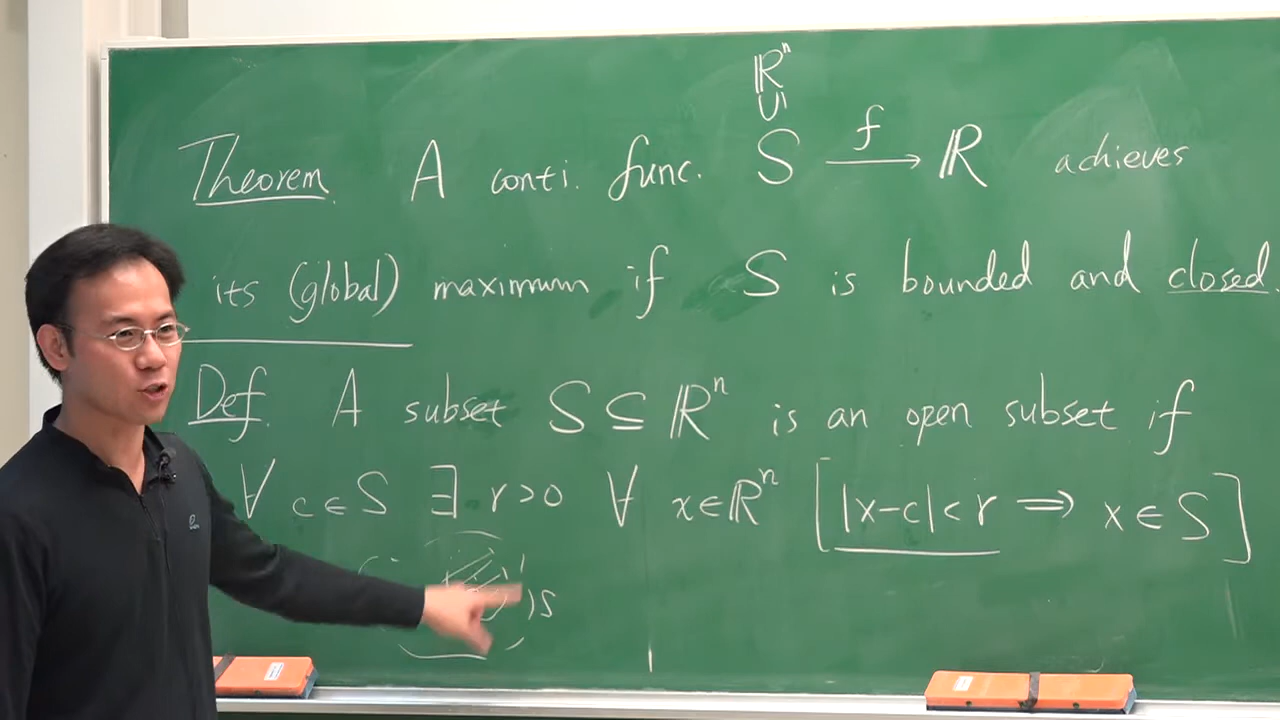 ℝⁿ
∪ı
Theorem. A conti. func. S —f→ ℝ achieves
its (global) maximum if S is bounded and closed.
Def. A subset S ⊆ ℝⁿ is an open subset if
∀ c∈S ∃ r>0 ∀ x∈ℝⁿ [|x-c|<r ⇒ x∈S]
S